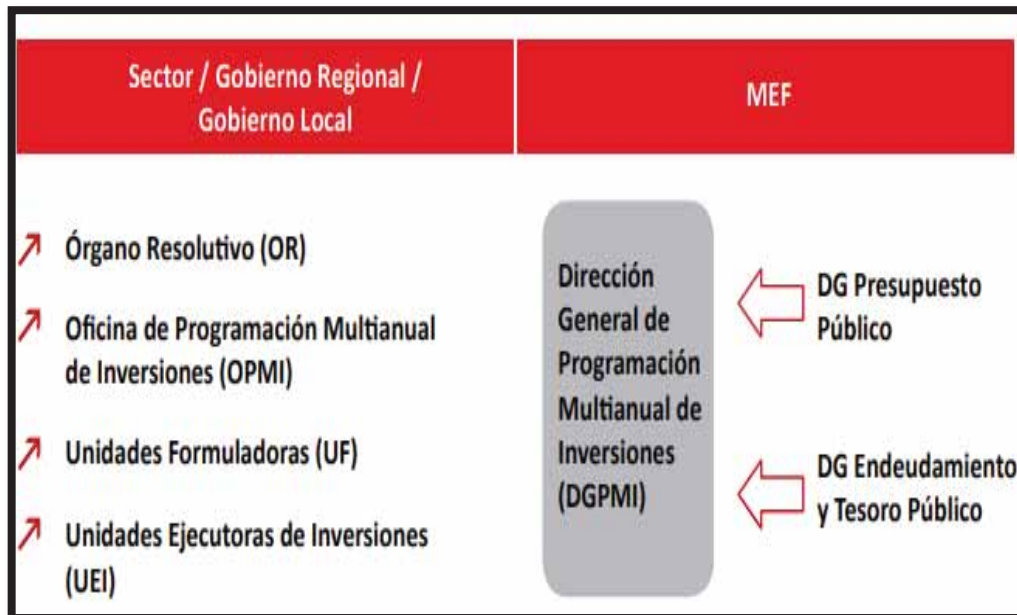 Sector / Gobierno Regional /
Gobierno Local
MEF
Órgano Resolutivo (OR)
Oficina de Programación Multianual
de Inversiones (OPMI)
Unidades Formuladoras (UF)
Unidades Ejecutoras de Inversiones
(UEI)
Dirección
General de
Programación
Multianual de
Inversiones
(DGPMI)
DG Presupuesto
Público
DG Endeudamiento
y Tesoro Público